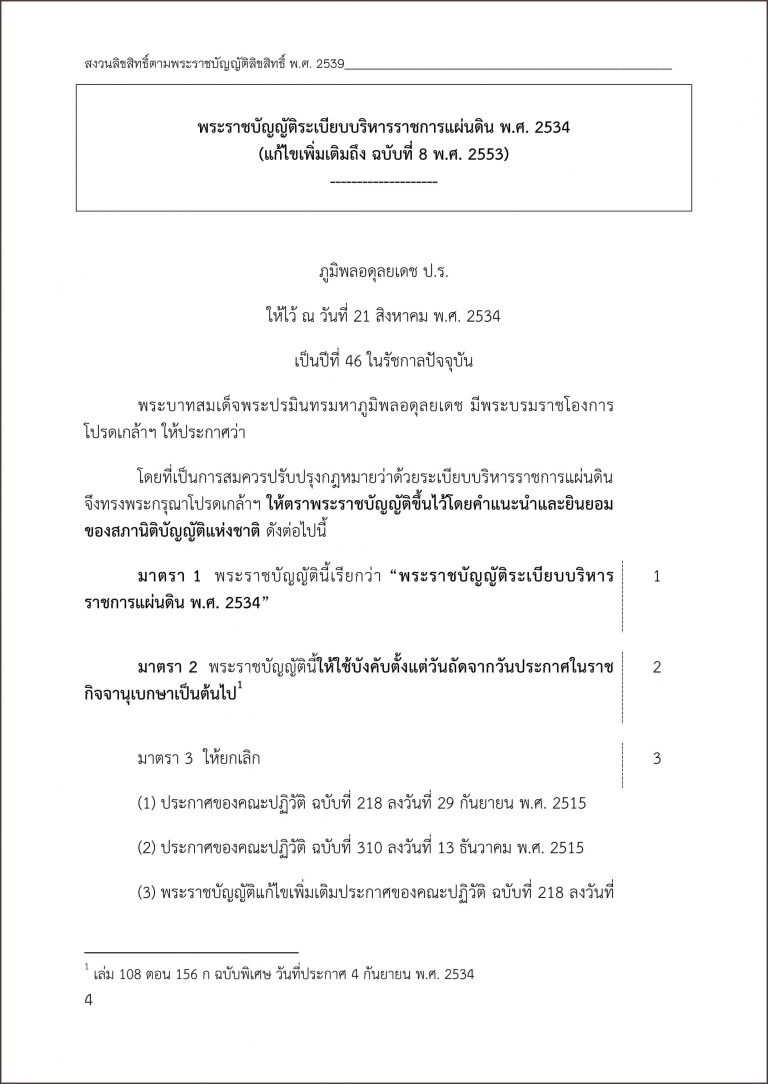 สงวนลิขสิทธิ์ตามพระราชบัญญัติลิขสิทธิ์ พ.ศ. 2539
พระราชบัญญัติระเบียบบริหารราชการแผ่นดิน พ.ศ. 2534
(แก้ไขเพิ่มเติมถึง ฉบับที่ 8 พ.ศ. 2553)
--------------------
ภูมิพลอดุลยเดช ป.ร.
ให้ไว้ ณ วันที่ 21 สิงหาคม พ.ศ. 2534
เป็นปีที่ 46 ในรัชกาลปัจจุบัน
พระบาทสมเด็จพระปรมินทรมหาภูมิพลอดุลยเดช มีพระบรมราชโองการ
โปรดเกล้าฯ ให้ประกาศว่า
โดยที่เป็นการสมควรปรับปรุงกฎหมายว่าด้วยระเบียบบริหารราชการแผ่นดิน
จึงทรงพระกรุณาโปรดเกล้าฯ ให้ตราพระราชบัญญัติขึ้นไว้โดยคำแนะนำและยินยอม
ของสภานิติบัญญัติแห่งชาติ ดังต่อไปนี้
มาตรา 1 พระราชบัญญัตินี้เรียกว่า “พระราชบัญญัติระเบียบบริหาร 1
ราชการแผ่นดิน พ.ศ. 2534”
มาตรา 2 พระราชบัญญัตินี้ให้ใช้บังคับตั้งแต่วันถัดจากวันประกาศในราช 2
กิจจานุเบกษาเป็นต้นไป1
มาตรา 3 ให้ยกเลิก 3
(1) ประกาศของคณะปฏิวัติ ฉบับที่ 218 ลงวันที่ 29 กันยายน พ.ศ. 2515
(2) ประกาศของคณะปฏิวัติ ฉบับที่ 310 ลงวันที่ 13 ธันวาคม พ.ศ. 2515
(3) พระราชบัญญัติแก้ไขเพิ่มเติมประกาศของคณะปฏิวัติ ฉบับที่ 218 ลงวันที่
1 เล่ม 108 ตอน 156 ก ฉบับพิเศษ วันที่ประกาศ 4 กันยายน พ.ศ. 2534
4